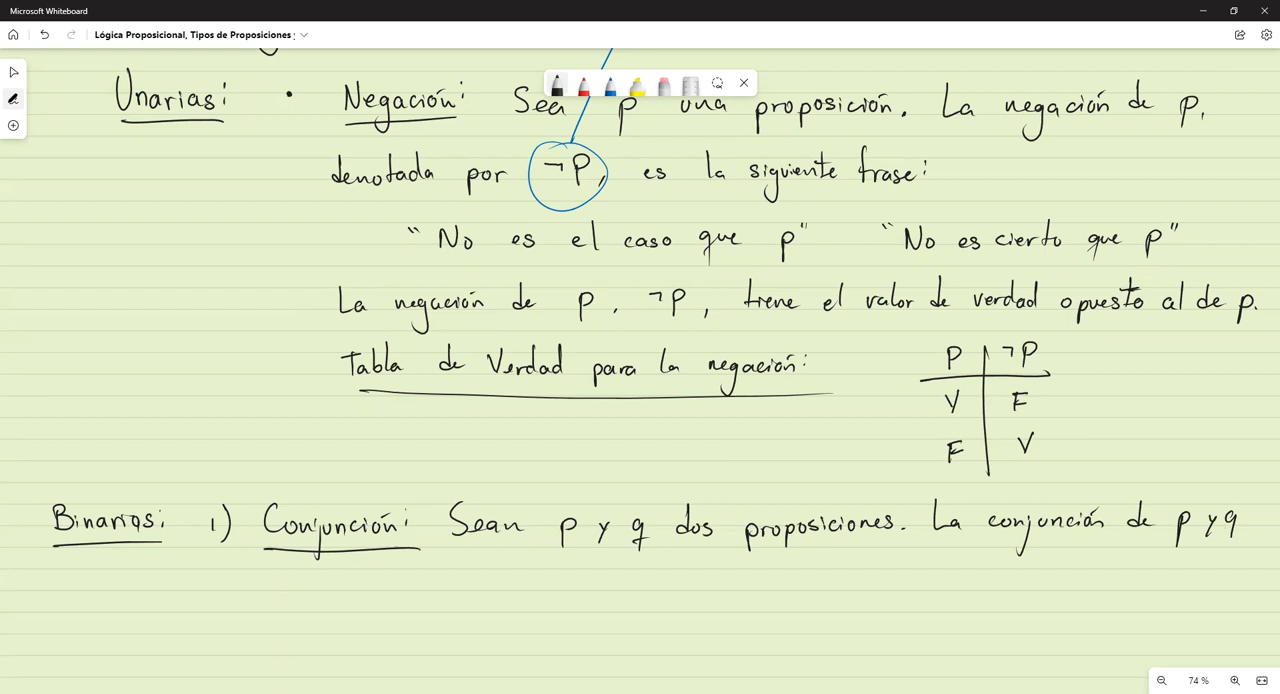 Microsoft Whiteboard
Lógica Proposicional, Tipos de Proposiciones
Unarias: • Negación: Sea p una proposición. La negación de p,
denotada por ¬p, es la siguiente frase:
"No es el caso que p" "No es cierto que p"
La negación de p, ¬p, tiene el valor de verdad opuesto al de p.
Tabla de Verdad para la negación:
p ¬p
V F
F V
Binarias: 1) Conjunción: Sean p y q dos proposiciones. La conjunción de p y q
74 %